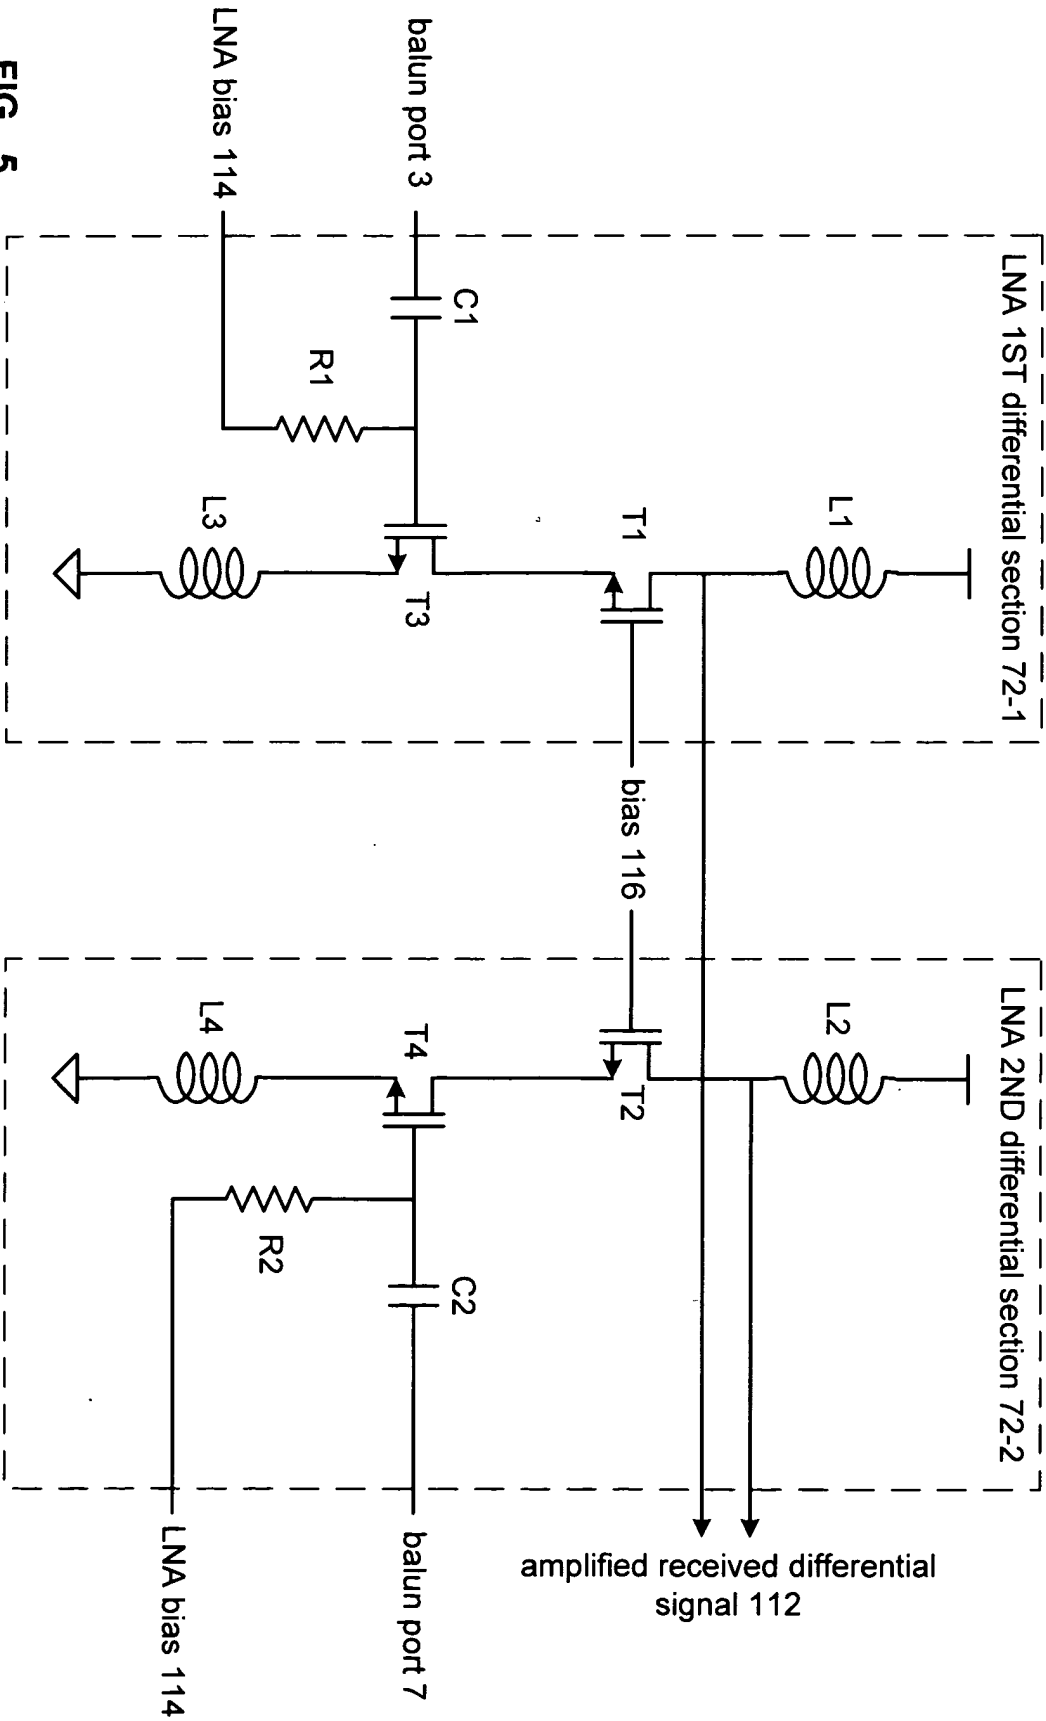 LNA 1ST differential section 72-1
L1
T1
C1
balun port 3
T3
R1
LNA bias 114
L3
bias 116
LNA 2ND differential section 72-2
L2
T2
T4
C2
balun port 7
R2
L4
LNA bias 114
amplified received differential
signal 112
FIG. 5